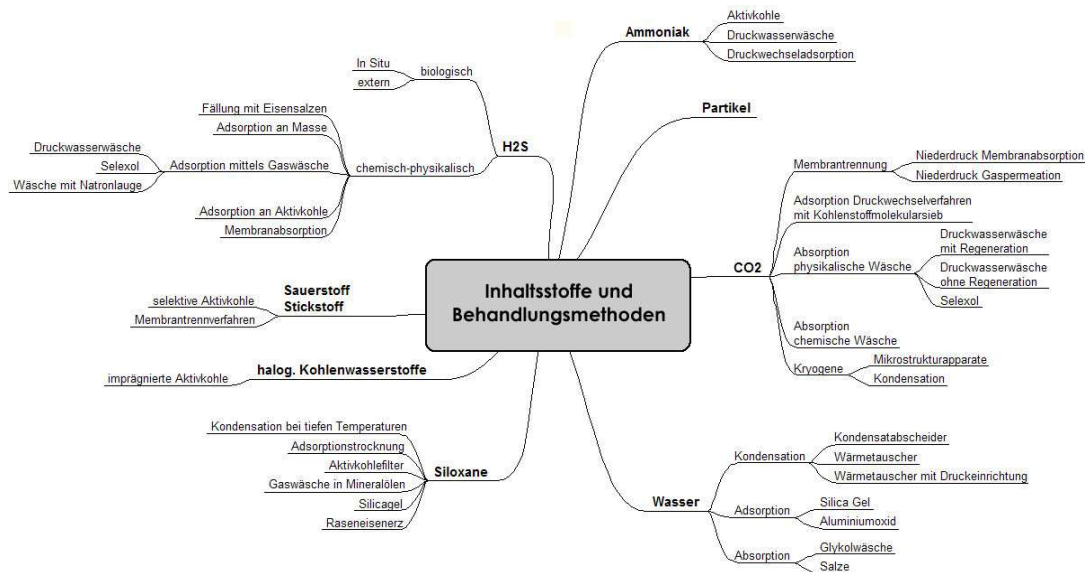 Inhaltsstoffe und
Behandlungsmethoden
Ammoniak
Aktivkohle
Druckwasserwäsche
Druckwechseladsorption
Partikel
CO2
Membrantrennung
Niederdruck Membranabsorption
Niederdruck Gaspermeation
Adsorption Druckwechselverfahren
mit Kohlenstoffmolekularsieb
Absorption
physikalische Wäsche
Druckwasserwäsche
mit Regeneration
Druckwasserwäsche
ohne Regeneration
Selexol
Absorption
chemische Wäsche
Kryogene
Mikrostrukturapparate
Kondensation
Wasser
Kondensation
Kondensatabscheider
Wärmetauscher
Wärmetauscher mit Druckeinrichtung
Adsorption
Silica Gel
Aluminiumoxid
Absorption
Glykolwäsche
Salze
H2S
biologisch
In Situ
extern
chemisch-physikalisch
Fällung mit Eisensalzen
Adsorption an Masse
Adsorption mittels Gaswäsche
Druckwasserwäsche
Selexol
Wäsche mit Natronlauge
Adsorption an Aktivkohle
Membranabsorption
Sauerstoff
Stickstoff
selektive Aktivkohle
Membrantrennverfahren
halog. Kohlenwasserstoffe
imprägnierte Aktivkohle
Siloxane
Kondensation bei tiefen Temperaturen
Adsorptionstrocknung
Aktivkohlefilter
Gaswäsche in Mineralölen
Silicagel
Raseneisenerz